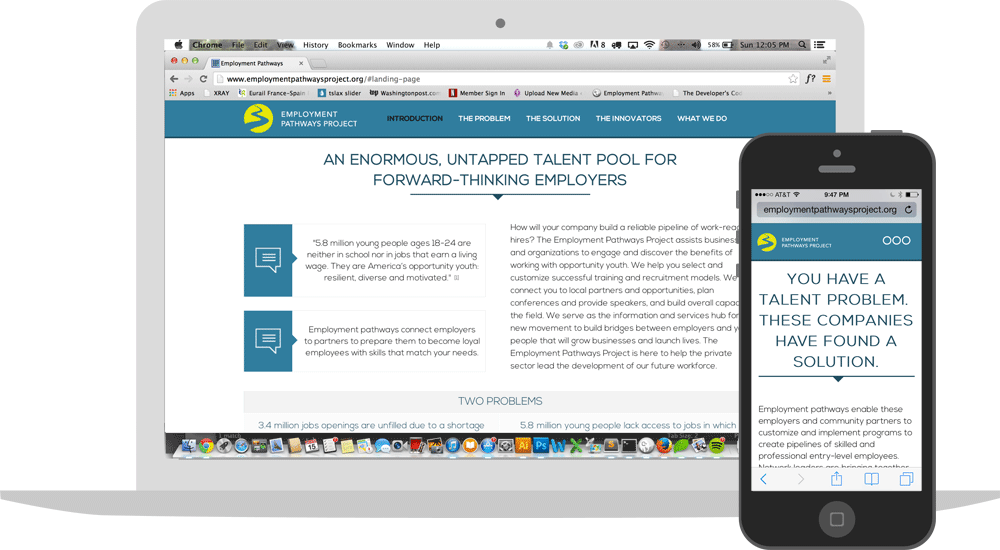 Chrome File Edit View History Bookmarks Window Help
8
58%
Sun 12:05 PM
Employment Pathways
www.employmentpathwaysproject.org/#landing-page
f?
Apps XRAY Eurail France-Spain tslax slider wp Washingtonpost.com Member Sign In Upload New Media Employment Pathw The Developer's Co
EMPLOYMENT
PATHWAYS PROJECT
INTRODUCTION THE PROBLEM THE SOLUTION THE INNOVATORS WHAT WE DO
AN ENORMOUS, UNTAPPED TALENT POOL FOR
FORWARD-THINKING EMPLOYERS
"5.8 million young people ages 18-24 are
neither in school nor in jobs that earn a living
wage. They are America's opportunity youth:
resilient, diverse and motivated."
Employment pathways connect employers
to partners to prepare them to become loyal
employees with skills that match your needs.
How will your company build a reliable pipeline of work-rea
hires? The Employment Pathways Project assists business
and organizations to engage and discover the benefits of
working with opportunity youth. We help you select and
customize successful training and recruitment models. We
connect you to local partners and opportunities, plan
conferences and provide speakers, and build overall capac
the field. We serve as the information and services hub for
new movement to build bridges between employers and y
people that will grow businesses and launch lives. The
Employment Pathways Project is here to help the private
sector lead the development of our future workforce.
TWO PROBLEMS
3.4 million jobs openings are unfilled due to a shortage
5.8 million young people lack access to jobs in which
AT&T
9:47 PM
employmentpathwaysproject.org
EMPLOYMENT
PATHWAYS PROJECT
YOU HAVE A
TALENT PROBLEM.
THESE COMPANIES
HAVE FOUND A
SOLUTION.
Employment pathways enable these
employers and community partners to
customize and implement programs to
create pipelines of skilled and
professional entry-level employees.
Network leaders are bringing together